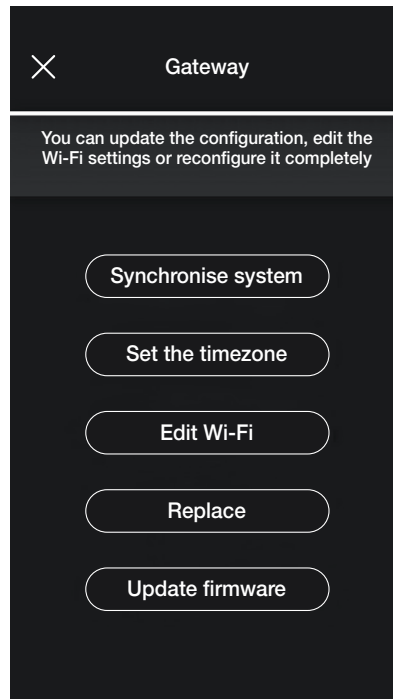 Gateway
You can update the configuration, edit the
Wi-Fi settings or reconfigure it completely
Synchronise system
Set the timezone
Edit Wi-Fi
Replace
Update firmware